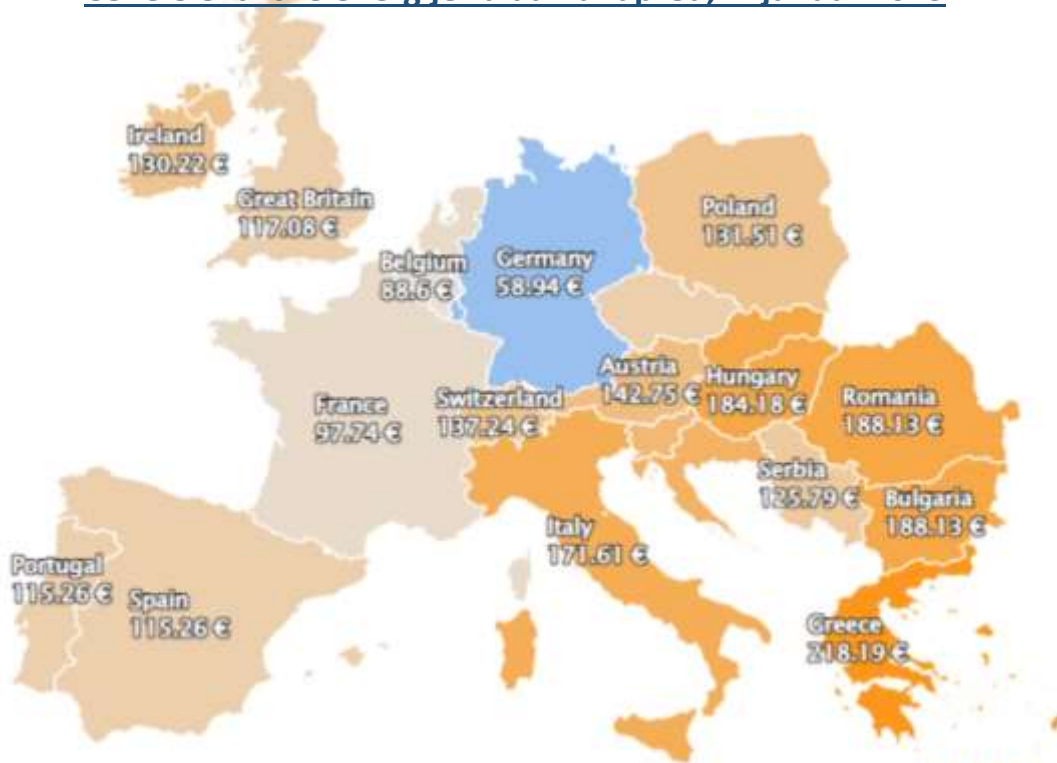 Ireland
130.22 €
Great Britain
117.08 €
Poland
131.51 €
Belgium
88.6 €
Germany
58.94 €
Austria
142.75 €
Hungary
184.18 €
France
97.74 €
Switzerland
137.24 €
Romania
188.13 €
Serbia
125.79 €
Bulgaria
188.13 €
Italy
171.61 €
Portugal
115.26 €
Spain
115.26 €
Greece
218.19 €